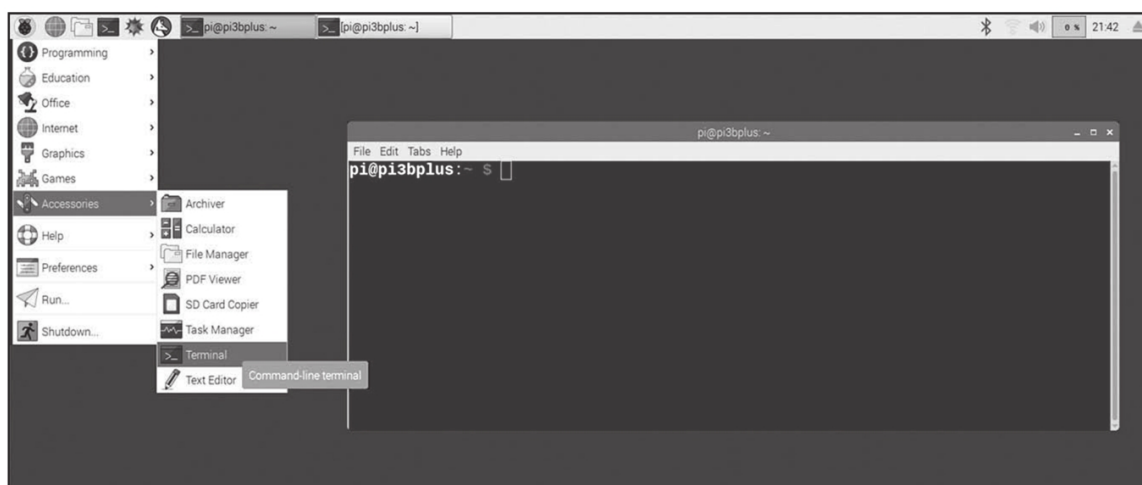 pi@pi3bplus: ~
[pi@pi3bplus: ~]
0 %
21:42
Programming
Education
Office
Internet
Graphics
Games
Accessories
Help
Preferences
Run...
Shutdown...
Archiver
Calculator
File Manager
PDF Viewer
SD Card Copier
Task Manager
Terminal
Text Editor
Command-line terminal
pi@pi3bplus: ~
File Edit Tabs Help
pi@pi3bplus:~ $